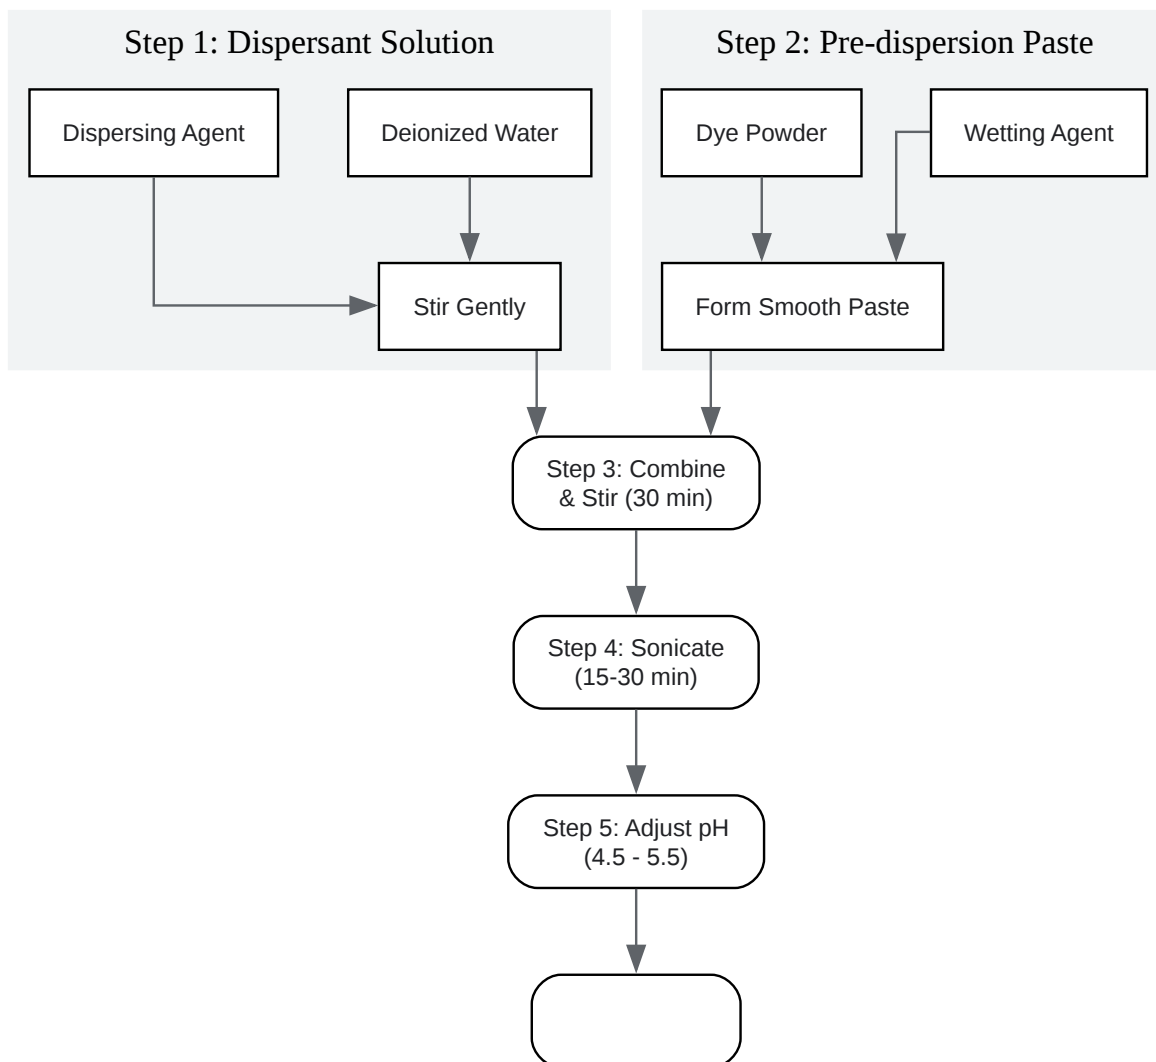 Step 1: Dispersant Solution
Dispersing Agent
Deionized Water
Stir Gently
Step 2: Pre-dispersion Paste
Dye Powder
Wetting Agent
Form Smooth Paste
Step 3: Combine
& Stir (30 min)
Step 4: Sonicate
(15-30 min)
Step 5: Adjust pH
(4.5 - 5.5)